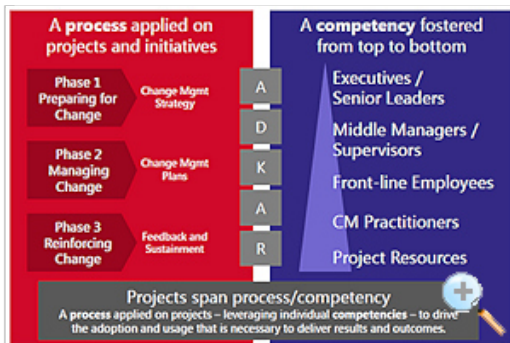 A process applied on
projects and initiatives
Phase 1
Preparing for
Change
Change Mgmt
Strategy
Phase 2
Managing
Change
Change Mgmt
Plans
Phase 3
Reinforcing
Change
Feedback and
Sustainment
A
D
K
A
R
A competency fostered
from top to bottom
Executives /
Senior Leaders
Middle Managers /
Supervisors
Front-line Employees
CM Practitioners
Project Resources
Projects span process/competency
A process applied on projects – leveraging individual competencies – to drive
the adoption and usage that is necessary to deliver results and outcomes.